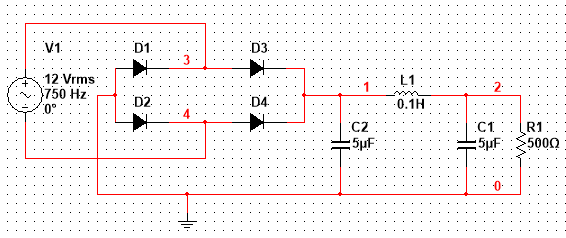 V1
12 Vrms
750 Hz
0°
D1
3
D3
D2
4
D4
1
L1
0.1H
2
C2
5µF
C1
5µF
R1
500Ω
0